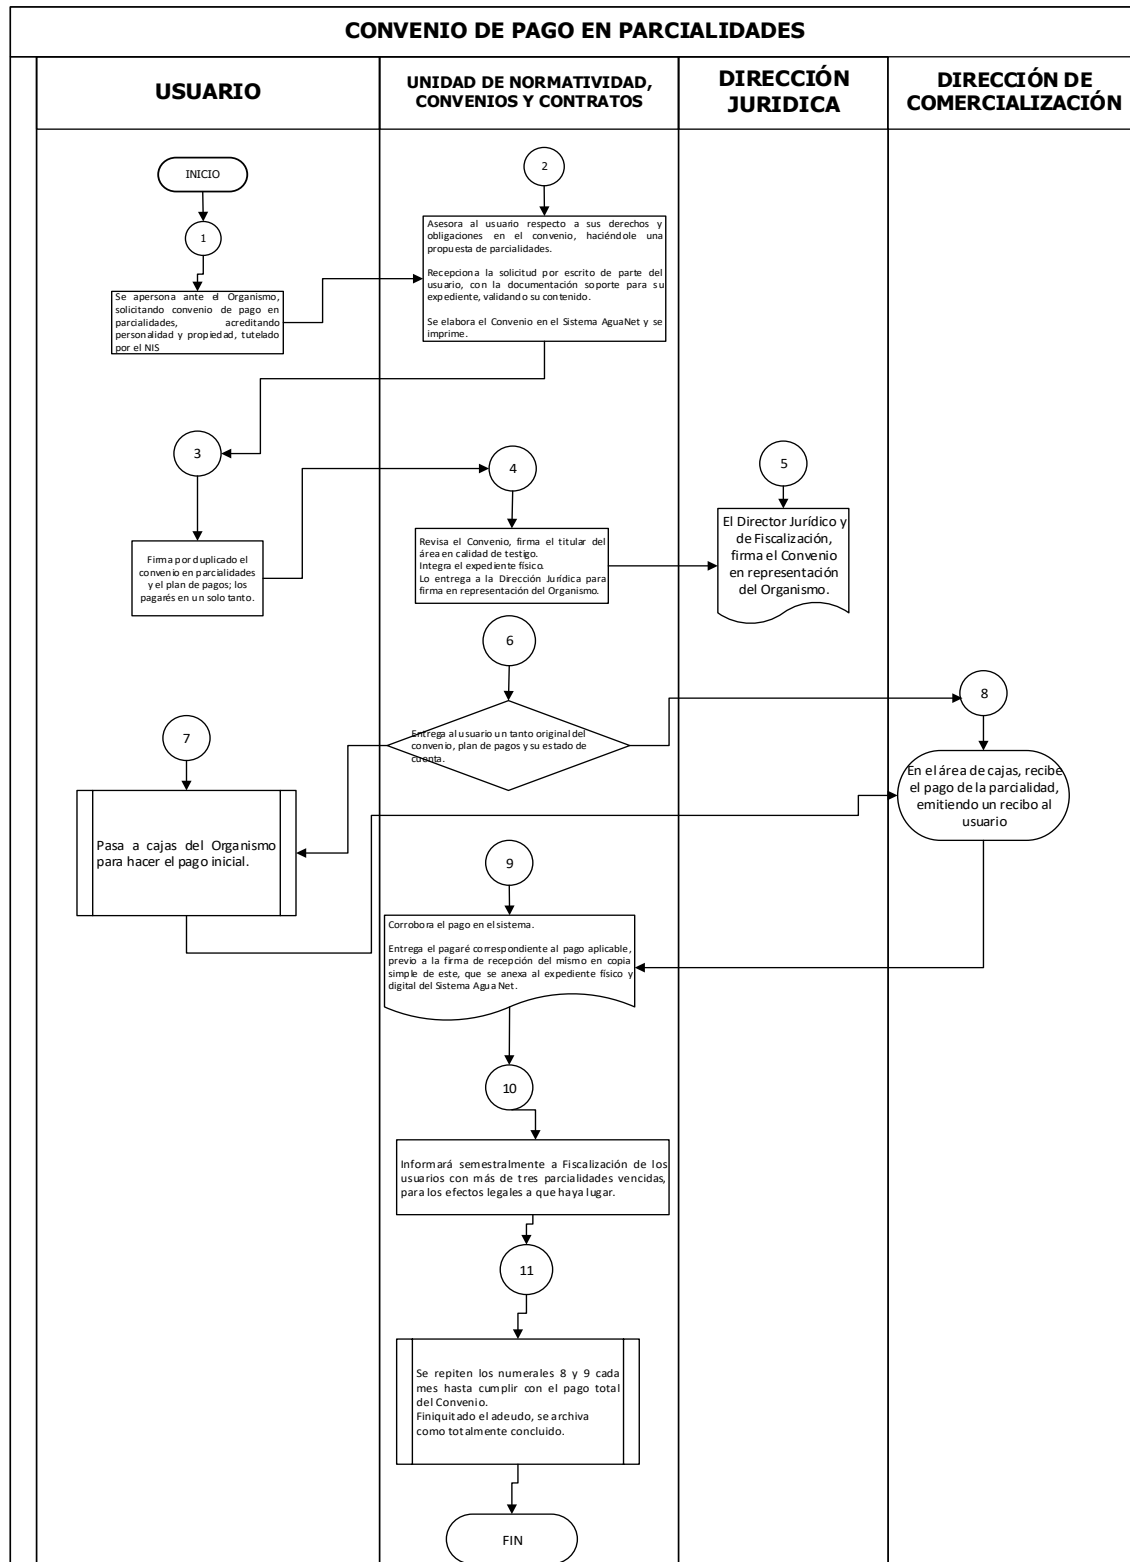 CONVENIO DE PAGO EN PARCIALIDADES
USUARIO
UNIDAD DE NORMATIVIDAD,
CONVENIOS Y CONTRATOS
DIRECCIÓN
JURIDICA
DIRECCIÓN DE
COMERCIALIZACIÓN
INICIO
1
Se apersona ante el Organismo,
solicitando convenio de pago en
parcialidades, acreditando
personalidad y propiedad, tutelado
por el NIS
2
Asesora al usuario respecto a sus derechos y
obligaciones en el convenio, haciéndole una
propuesta de parcialidades.
Recepciona la solicitud por escrito de parte del
usuario, con la documentación soporte para su
expediente, validando su contenido.
Se elabora el Convenio en el Sistema AguaNet y se
imprime.
3
Firma por duplicado el
convenio en parcialidades
y el plan de pagos; los
pagarés en un solo tanto.
4
Revisa el Convenio, firma el titular del
área en calidad de testigo.
Integra el expediente físico.
Lo entrega a la Dirección Jurídica para
firma en representación del Organismo.
5
El Director Jurídico y
de Fiscalización,
firma el Convenio
en representación
del Organismo.
6
Entrega al usuario un tanto original del
convenio, plan de pagos y su estado de
cuenta.
7
Pasa a cajas del Organismo
para hacer el pago inicial.
8
En el área de cajas, recibe
el pago de la parcialidad,
emitiendo un recibo al
usuario
9
Corrobora el pago en el sistema.
Entrega el pagaré correspondiente al pago aplicable,
previo a la firma de recepción del mismo en copia
simple de este, que se anexa al expediente físico y
digital del Sistema Agua Net.
10
Informará semestralmente a Fiscalización de los
usuarios con más de tres parcialidades vencidas,
para los efectos legales a que haya lugar.
11
Se repiten los numerales 8 y 9 cada
mes hasta cumplir con el pago total
del Convenio.
Finiquitado el adeudo, se archiva
como totalmente concluido.
FIN